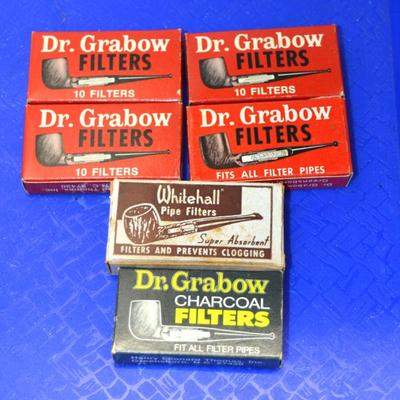 Dr. Grabow
FILTERS
10 FILTERS
Dr. Grabow
FILTERS
10 FILTERS
Dr. Grabow
FILTERS
10 FILTERS
Dr. Grabow
FILTERS
FITS ALL FILTER PIPES
Whitehall
Pipe Filters
Super Absorbent
FILTERS AND PREVENTS CLOGGING
Dr. Grabow
CHARCOAL
FILTERS
FIT ALL FILTER PIPES